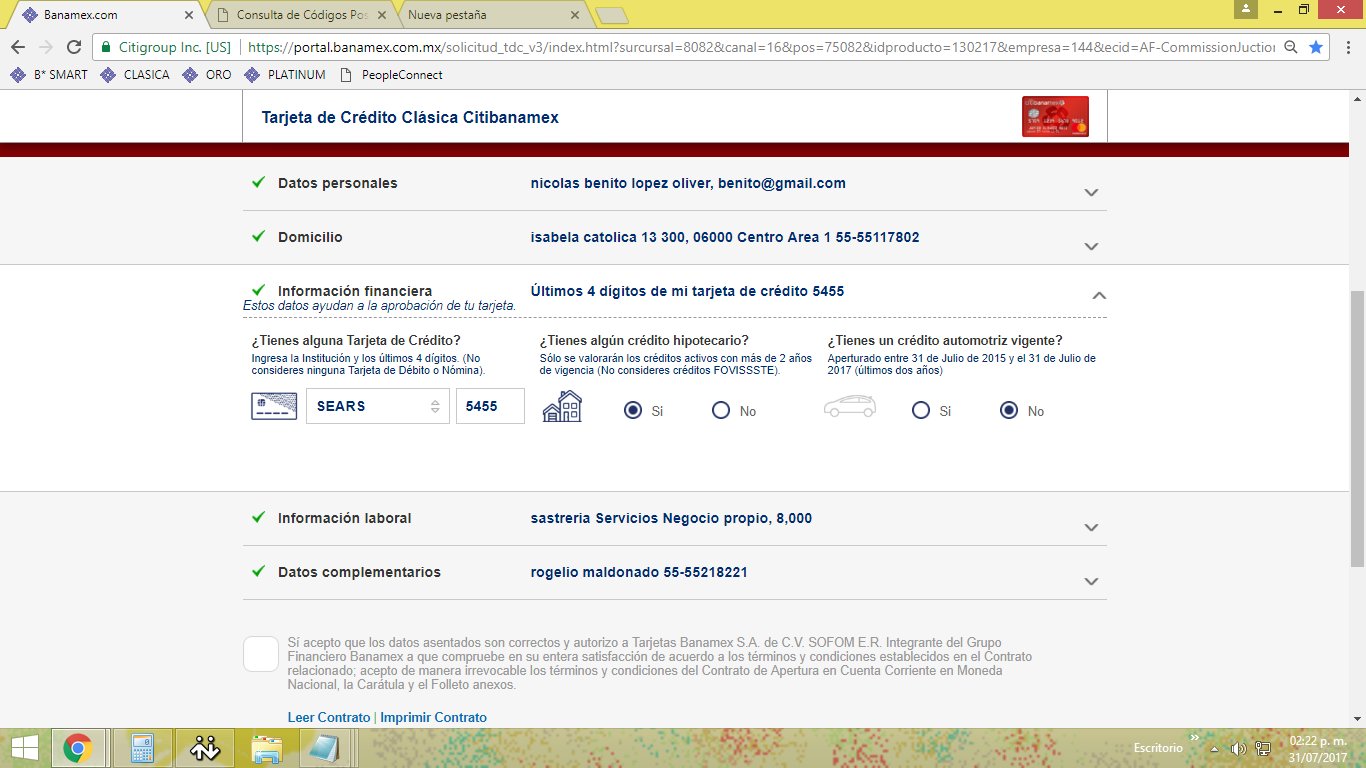 Banamex.com
Consulta de Códigos Pos
Nueva pestaña
Citigroup Inc. [US]
https://portal.banamex.com.mx/solicitud_tdc_v3/index.html?surcursal=8082&canal=16&pos=75082&idproducto=130217&empresa=144&ecid=AF-CommissionJuctior
B* SMART
CLASICA
ORO
PLATINUM
PeopleConnect
Tarjeta de Crédito Clásica Citibanamex
Datos personales
nicolas benito lopez oliver, benito@gmail.com
Domicilio
isabela catolica 13 300, 06000 Centro Area 1 55-55117802
Información financiera
Últimos 4 dígitos de mi tarjeta de crédito 5455
Estos datos ayudan a la aprobación de tu tarjeta.
¿Tienes alguna Tarjeta de Crédito?
Ingresa la Institución y los últimos 4 dígitos. (No
consideres ninguna Tarjeta de Débito o Nómina).
SEARS
5455
¿Tienes algún crédito hipotecario?
Sólo se valorarán los créditos activos con más de 2 años
de vigencia (No consideres créditos FOVISSSTE).
Si
No
¿Tienes un crédito automotriz vigente?
Aperturado entre 31 de Julio de 2015 y el 31 de Julio de
2017 (últimos dos años)
Si
No
Información laboral
sastreria Servicios Negocio propio, 8,000
Datos complementarios
rogelio maldonado 55-55218221
Sí acepto que los datos asentados son correctos y autorizo a Tarjetas Banamex S.A. de C.V. SOFOM E.R. Integrante del Grupo
Financiero Banamex a que compruebe en su entera satisfacción de acuerdo a los términos y condiciones establecidos en el Contrato
relacionado; acepto de manera irrevocable los términos y condiciones del Contrato de Apertura en Cuenta Corriente en Moneda
Nacional, la Carátula y el Folleto anexos.
Leer Contrato | Imprimir Contrato
Escritorio
02:22 p. m.
31/07/2017